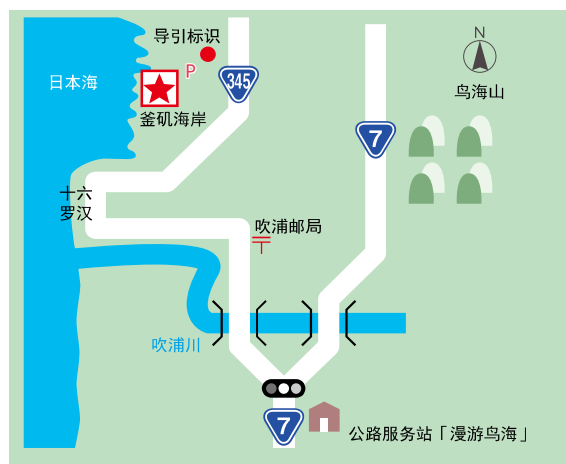 导引标识
N
P
345
日本海
鸟海山
釜矶海岸
7
十六
罗汉
吹浦邮局
〒
吹浦川
7
公路服务站「漫游鸟海」